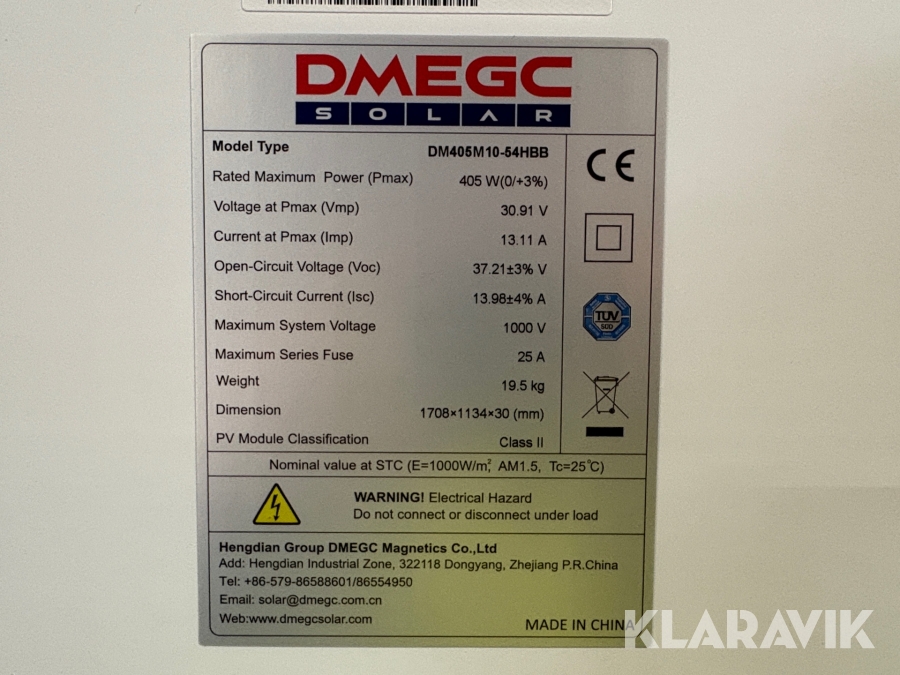 DMEGC
SOLAR
Model Type DM405M10-54HBB
Rated Maximum Power (Pmax) 405 W(0/+3%)
Voltage at Pmax (Vmp) 30.91 V
Current at Pmax (Imp) 13.11 A
Open-Circuit Voltage (Voc) 37.21±3% V
Short-Circuit Current (Isc) 13.98±4% A
Maximum System Voltage 1000 V
Maximum Series Fuse 25 A
Weight 19.5 kg
Dimension 1708×1134×30 (mm)
PV Module Classification Class II
CE
TÜV
SÜD
Nominal value at STC (E=1000W/m², AM1.5, Tc=25℃)
WARNING! Electrical Hazard
Do not connect or disconnect under load
Hengdian Group DMEGC Magnetics Co.,Ltd
Add: Hengdian Industrial Zone, 322118 Dongyang, Zhejiang P.R.China
Tel: +86-579-86588601/86554950
Email: solar@dmegc.com.cn
Web:www.dmegcsolar.com
MADE IN CHINA
KLARAVIK